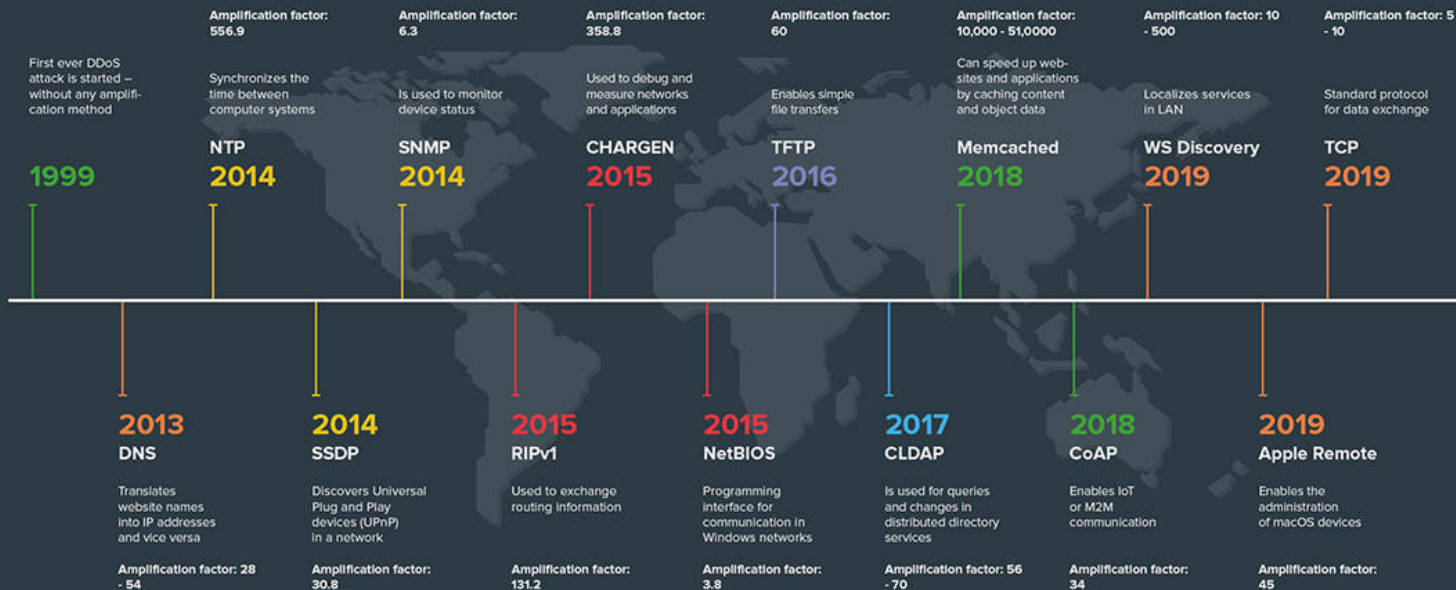 First ever DDoS
attack is started –
without any amplifi-
cation method
1999
Amplification factor:
556.9
Synchronizes the
time between
computer systems
NTP
2014
Amplification factor:
6.3
Is used to monitor
device status
SNMP
2014
Amplification factor:
358.8
Used to debug and
measure networks
and applications
CHARGEN
2015
Amplification factor:
60
Enables simple
file transfers
TFTP
2016
Amplification factor:
10,000 - 51,0000
Can speed up web-
sites and applications
by caching content
and object data
Memcached
2018
Amplification factor: 10
- 500
Localizes services
in LAN
WS Discovery
2019
Amplification factor: 5
- 10
Standard protocol
for data exchange
TCP
2019
2013
DNS
Translates
website names
into IP addresses
and vice versa
Amplification factor: 28
- 54
2014
SSDP
Discovers Universal
Plug and Play
devices (UPnP)
in a network
Amplification factor:
30.8
2015
RIPv1
Used to exchange
routing information
Amplification factor:
131.2
2015
NetBIOS
Programming
interface for
communication in
Windows networks
Amplification factor:
3.8
2017
CLDAP
Is used for queries
and changes in
distributed directory
services
Amplification factor: 56
- 70
2018
CoAP
Enables IoT
or M2M
communication
Amplification factor:
34
2019
Apple Remote
Enables the
administration
of macOS devices
Amplification factor:
45